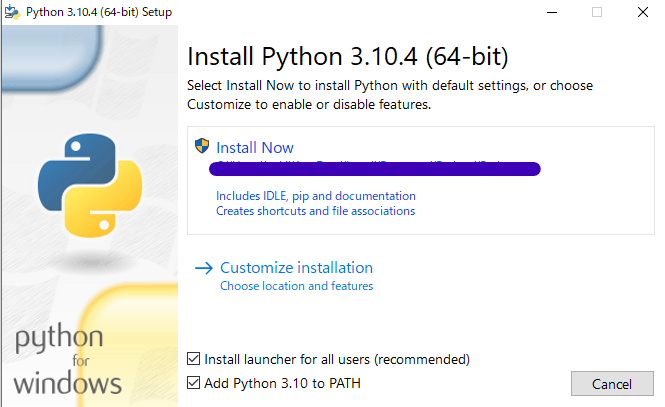 Python 3.10.4 (64-bit) Setup
Install Python 3.10.4 (64-bit)
Select Install Now to install Python with default settings, or choose
Customize to enable or disable features.
Install Now
Includes IDLE, pip and documentation
Creates shortcuts and file associations
Customize installation
Choose location and features
python
for
windows
Install launcher for all users (recommended)
Add Python 3.10 to PATH
Cancel